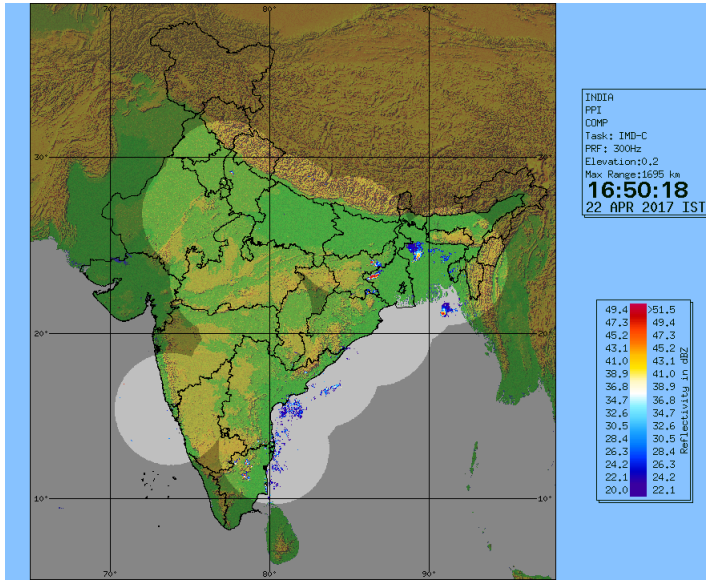 70° 80° 90°
30° 30°
20° 20°
10° 10°
70° 80° 90°
INDIA
PPI
COMP
Task: IMD-C
PRF: 300Hz
Elevation:0.2
Max Range:1695 km
16:50:18
22 APR 2017 IST
49.4 >51.5
47.3 49.4
45.2 47.3
43.1 45.2
41.0 43.1
38.9 41.0
36.8 38.9
34.7 36.8
32.6 34.7
30.5 32.6
28.4 30.5
26.3 28.4
24.2 26.3
22.1 24.2
20.0 22.1
Reflectivity in DBZ